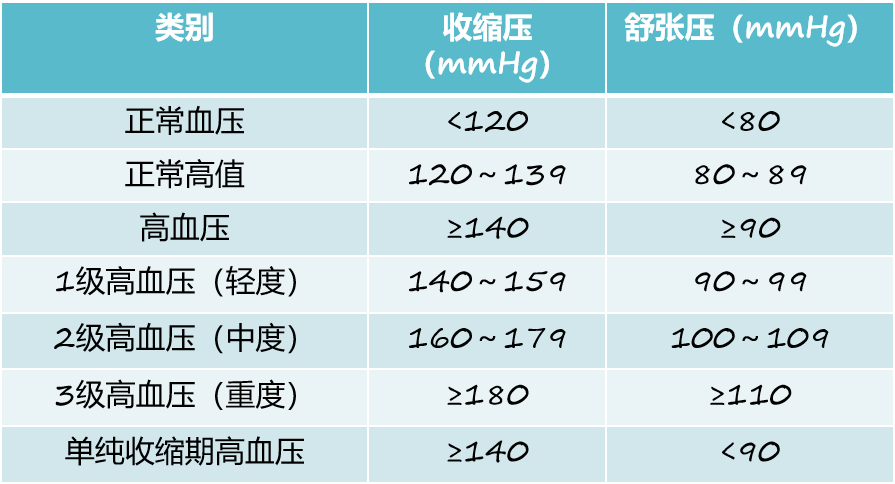 类别 收缩压 舒张压（mmHg）
（mmHg）
正常血压 <120 <80
正常高值 120～139 80～89
高血压 ≥140 ≥90
1级高血压（轻度） 140～159 90～99
2级高血压（中度） 160～179 100～109
3级高血压（重度） ≥180 ≥110
单纯收缩期高血压 ≥140 <90